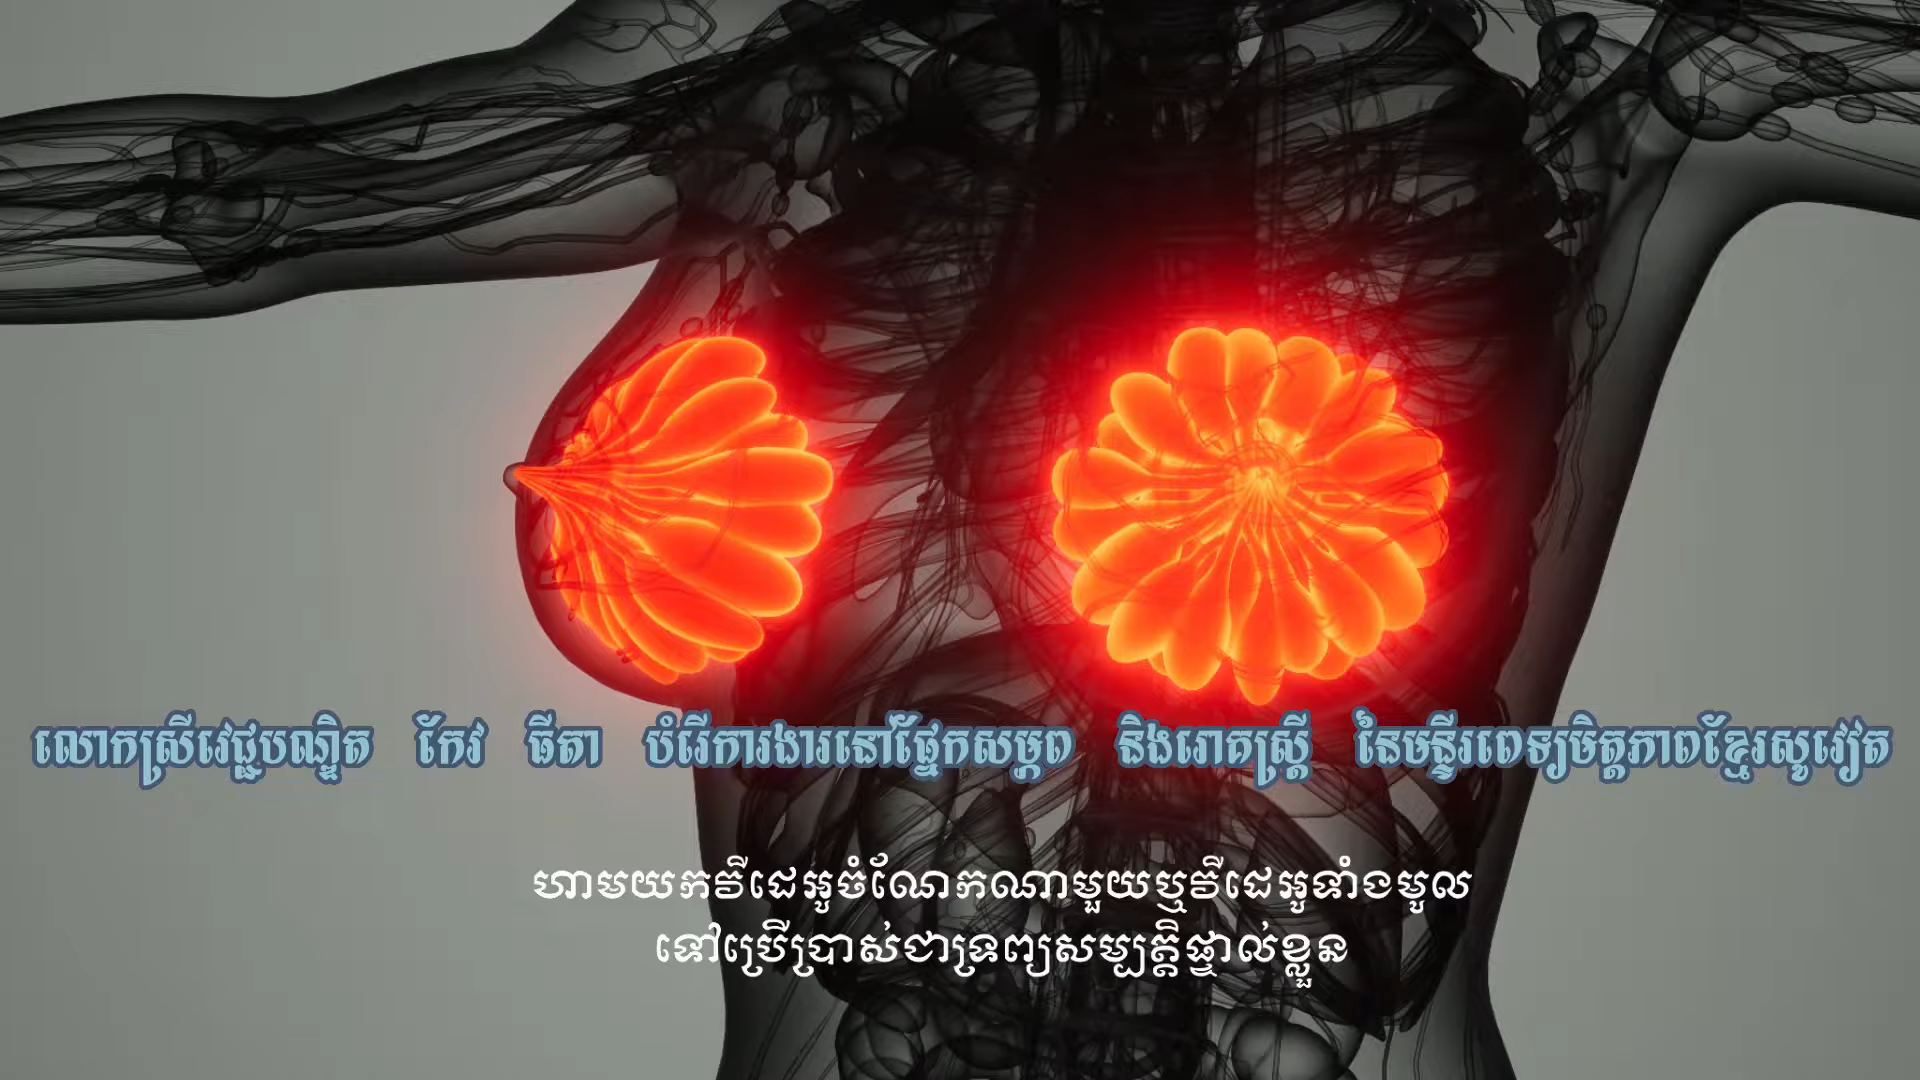 លោកស្រីវេជ្ជបណ្ឌិត កែវ ធីតា បំរើការងារនៅផ្នែកសម្ភព និងរោគស្ត្រី នៃមន្ទីរពេទ្យមិត្តភាពខ្មែរសូវៀត
ហាមយកវីដេអូចំណែកណាមួយឬវីដេអូទាំងមូល
ទៅប្រើប្រាស់ជាទ្រព្យសម្បត្តិផ្ទាល់ខ្លួន